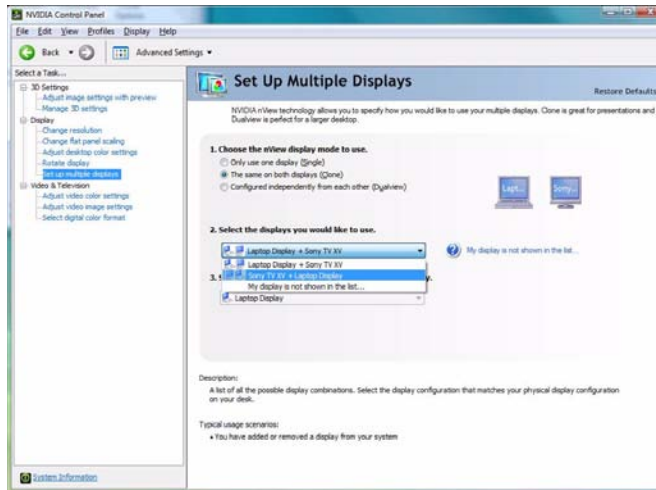 NVIDIA Control Panel
File Edit View Profiles Display Help
Back Advanced Settings
Select a Task...
3D Settings
Adjust image settings with preview
Manage 3D settings
Display
Change resolution
Change flat panel scaling
Adjust desktop color settings
Rotate display
Set up multiple displays
Video & Television
Adjust video color settings
Adjust video image settings
Select digital color format
System Information
Set Up Multiple Displays
Restore Defaults
NVIDIA nView technology allows you to specify how you would like to use your multiple displays. Clone is great for presentations and
Dualview is perfect for a larger desktop.
1. Choose the nView display mode to use.
Only use one display (Single)
The same on both displays (Clone)
Configured independently from each other (Dualview)
Lapt... Sony...
2. Select the displays you would like to use.
Laptop Display + Sony TV XV
My display is not shown in the list...
Laptop Display + Sony TV XV
Sony TV XV + Laptop Display
My display is not shown in the list...
3.
Laptop Display
Description:
A list of all the possible display combinations. Select the display configuration that matches your physical display configuration
on your desk.
Typical usage scenarios:
• You have added or removed a display from your system